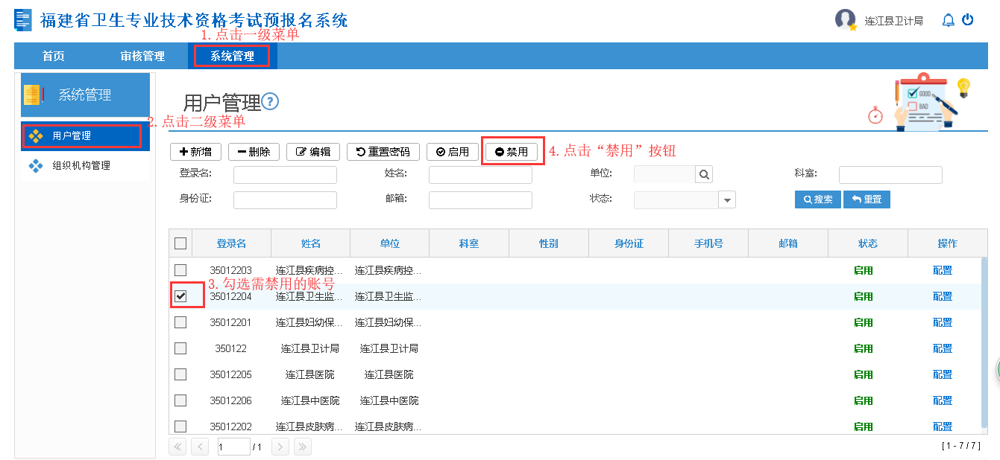 福建省卫生专业技术资格考试预报名系统
连江县卫计局
1. 点击一级菜单
首页 审核管理 系统管理
系统管理
用户管理
2. 点击二级菜单
用户管理
组织机构管理
GOOD
BAD
新增 删除 编辑 重置密码 启用 禁用 4. 点击“禁用”按钮
登录名: 姓名: 单位: 科室:
身份证: 邮箱: 状态: 搜索 重置
登录名 姓名 单位 科室 性别 身份证 手机号 邮箱 状态 操作
35012203 连江县疾病控... 连江县疾病控... 启用 配置
3. 勾选需禁用的账号
35012204 连江县卫生监... 连江县卫生监... 启用 配置
35012201 连江县妇幼保... 连江县妇幼保... 启用 配置
350122 连江县卫计局 连江县卫计局 启用 配置
35012205 连江县医院 连江县医院 启用 配置
35012206 连江县中医院 连江县中医院 启用 配置
35012202 连江县皮肤病... 连江县皮肤病... 启用 配置
1 / 1 [ 1 - 7 / 7 ]